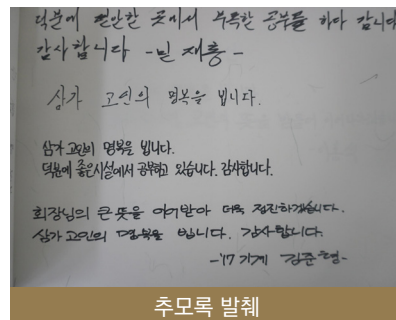 덕분에 편안한 곳에서 부족한 공부를 하다 갑니다
감사합니다 -민 재홍-
삼가 고인의 명복을 빕니다.
삼가 고인의 명복을 빕니다.
덕분에 좋은시설에서 공부하고 있습니다. 감사합니다.
회장님의 큰 뜻을 이어받아 더욱 정진하겠습니다.
삼가 고인의 명복을 빕니다. 감사합니다.
-'17 기계 김준형-
추모록 발췌